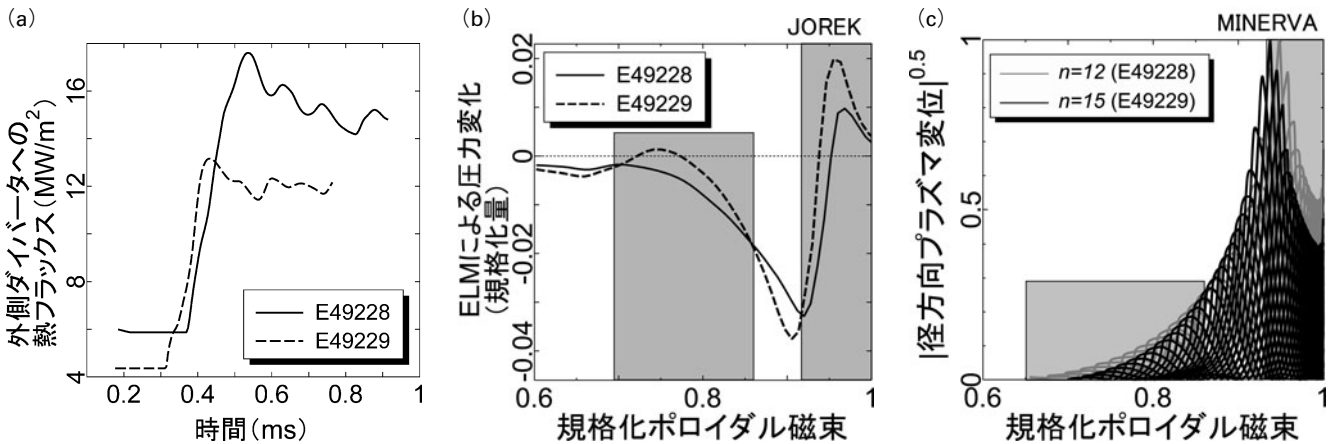 (a)
外側ダイバータへの
熱フラックス(MW/m²)
16
12
8
4
E49228
E49229
0.2
0.4
0.6
0.8
1
時間(ms)
(b)
JOREK
ELMによる圧力変化
(規格化量)
0.02
0
-0.02
-0.04
E49228
E49229
0.6
0.8
1
規格化ポロイダル磁束
(c)
MINERVA
|径方向プラズマ変位|^0.5
1
0.5
0
n=12 (E49228)
n=15 (E49229)
0.6
0.8
1
規格化ポロイダル磁束